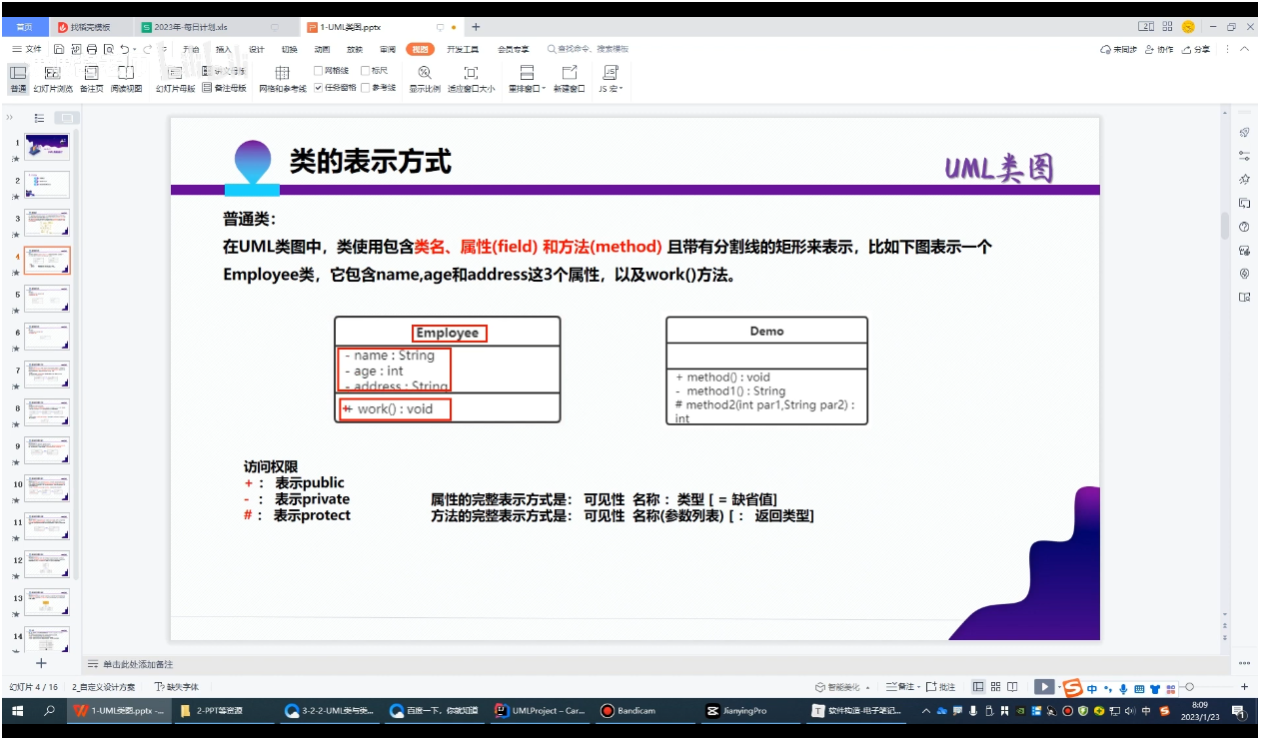 首页
找稿壳模板
2023年-每日计划.xls
1-UML类图.pptx
文件
开始
插入
设计
切换
动画
放映
审阅
视图
开发工具
会员专享
查找命令、搜索模板
未同步
协作
分享
普通
幻灯片浏览
备注页
阅读视图
幻灯片母版
讲义母版
备注母版
网格和参考线
网格线
标尺
任务窗格
参考线
显示比例
适应窗口大小
重排窗口
新建窗口
JS 宏
类的表示方式
UML类图
普通类：
在UML类图中，类使用包含类名、属性(field) 和方法(method) 且带有分割线的矩形来表示，比如下图表示一个
Employee类，它包含name,age和address这3个属性，以及work()方法。
Employee
- name : String
- age : int
- address : String
+ work() : void
Demo
+ method() : void
- method1() : String
# method2(int par1,String par2) :
int
访问权限
+ ： 表示public
- ： 表示private
# ： 表示protect
属性的完整表示方式是： 可见性 名称 ：类型 [ = 缺省值]
方法的完整表示方式是： 可见性 名称(参数列表) [ ： 返回类型]
1
2
3
4
5
6
7
8
9
10
11
12
13
14
单击此处添加备注
幻灯片 4 / 16
2_自定义设计方案
缺失字体
智能美化
备注
批注
中
1-UML类图.pptx -...
2-PPT等资源
3-2-2-UML类与类...
百度一下，你就知道
UMLProject – Car...
Bandicam
JianyingPro
软件构造-电子笔记...
中
8:09
2023/1/23